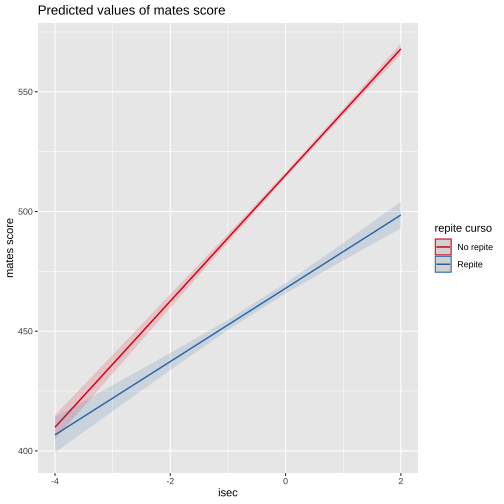 Predicted values of mates score
mates score
550
500
450
400
-4
-2
0
2
isec
repite curso
No repite
Repite